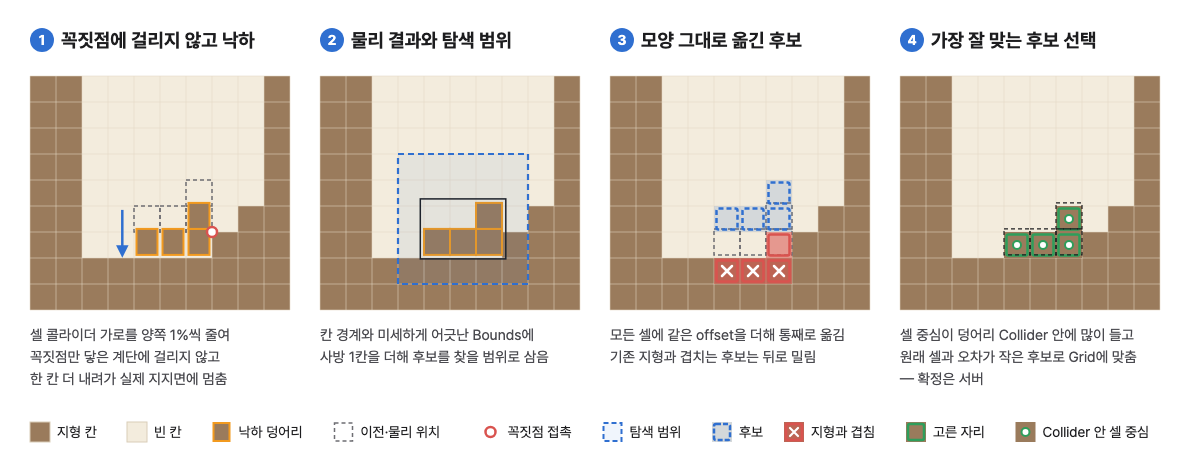 1 꼭짓점에 걸리지 않고 낙하
2 물리 결과와 탐색 범위
3 모양 그대로 옮긴 후보
4 가장 잘 맞는 후보 선택
셀 콜라이더 가로를 양쪽 1%씩 줄여
꼭짓점만 닿은 계단에 걸리지 않고
한 칸 더 내려가 실제 지지면에 멈춤
칸 경계와 미세하게 어긋난 Bounds에
사방 1칸을 더해 후보를 찾을 범위로 삼음
모든 셀에 같은 offset을 더해 통째로 옮김
기존 지형과 겹치는 후보는 뒤로 밀림
셀 중심이 덩어리 Collider 안에 많이 들고
원래 셀과 오차가 작은 후보로 Grid에 맞춤
— 확정은 서버
지형 칸
빈 칸
낙하 덩어리
이전·물리 위치
꼭짓점 접촉
탐색 범위
후보
지형과 겹침
고른 자리
Collider 안 셀 중심